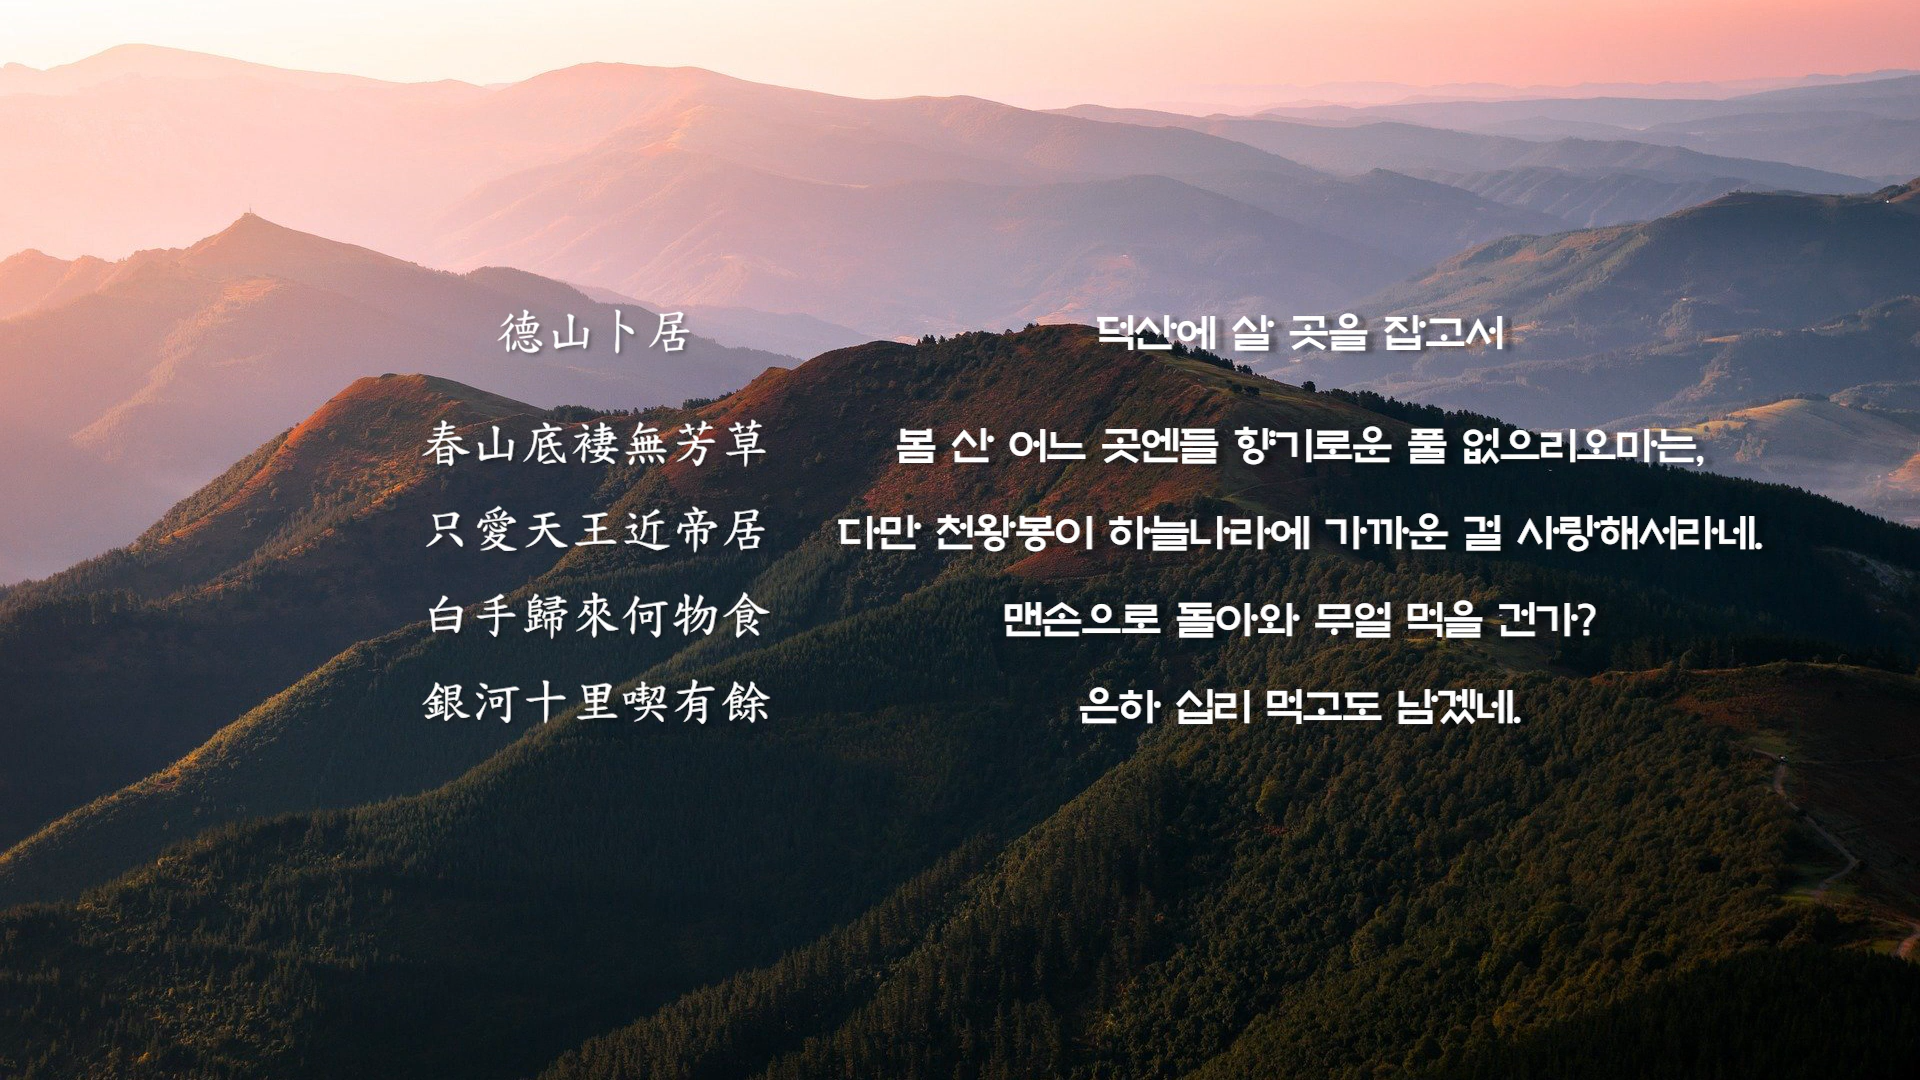 德山卜居
春山底褄無芳草
只愛天王近帝居
白手歸來何物食
銀河十里喫有餘
덕산에 살 곳을 잡고서
봄 산 어느 곳엔들 향기로운 풀 없으리오마는,
다만 천왕봉이 하늘나라에 가까운 걸 사랑해서라네.
맨손으로 돌아와 무얼 먹을 건가?
은하 십리 먹고도 남겠네.